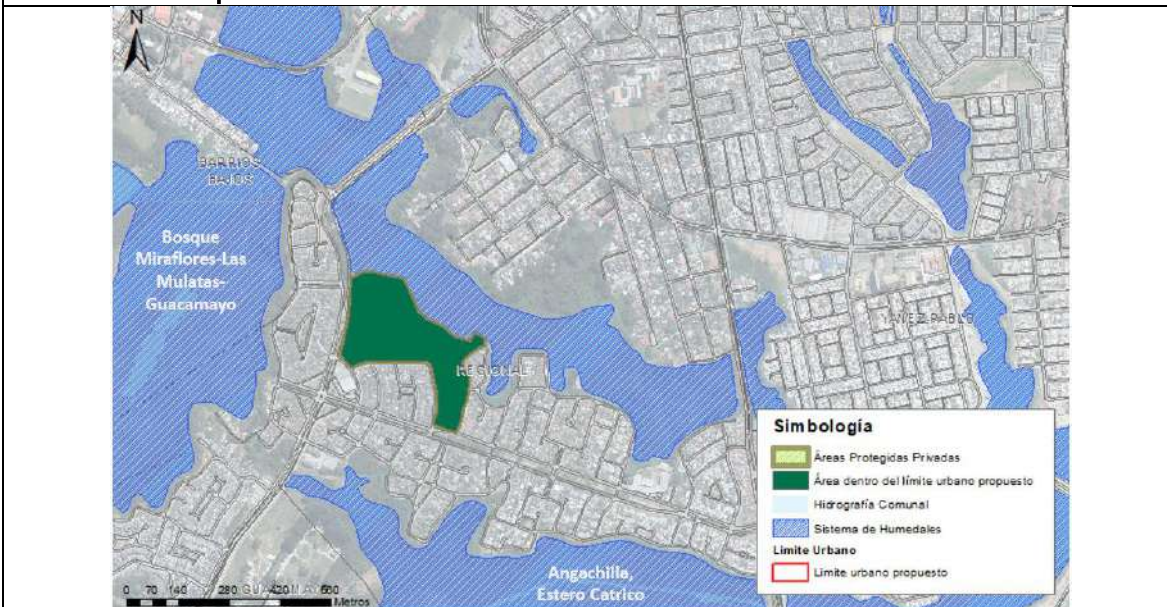 N
BARRIOS
BAJOS
Bosque
Miraflores-Las
Mulatas-
Guacamayo
YAÑEZ PABLO
REGIONAL
Angachilla,
Estero Catrico
0 70 140 280 420 560
Metros
Simbología
Áreas Protegidas Privadas
Área dentro del límite urbano propuesto
Hidrografía Comunal
Sistema de Humedales
Limite Urbano
Limite urbano propuesto